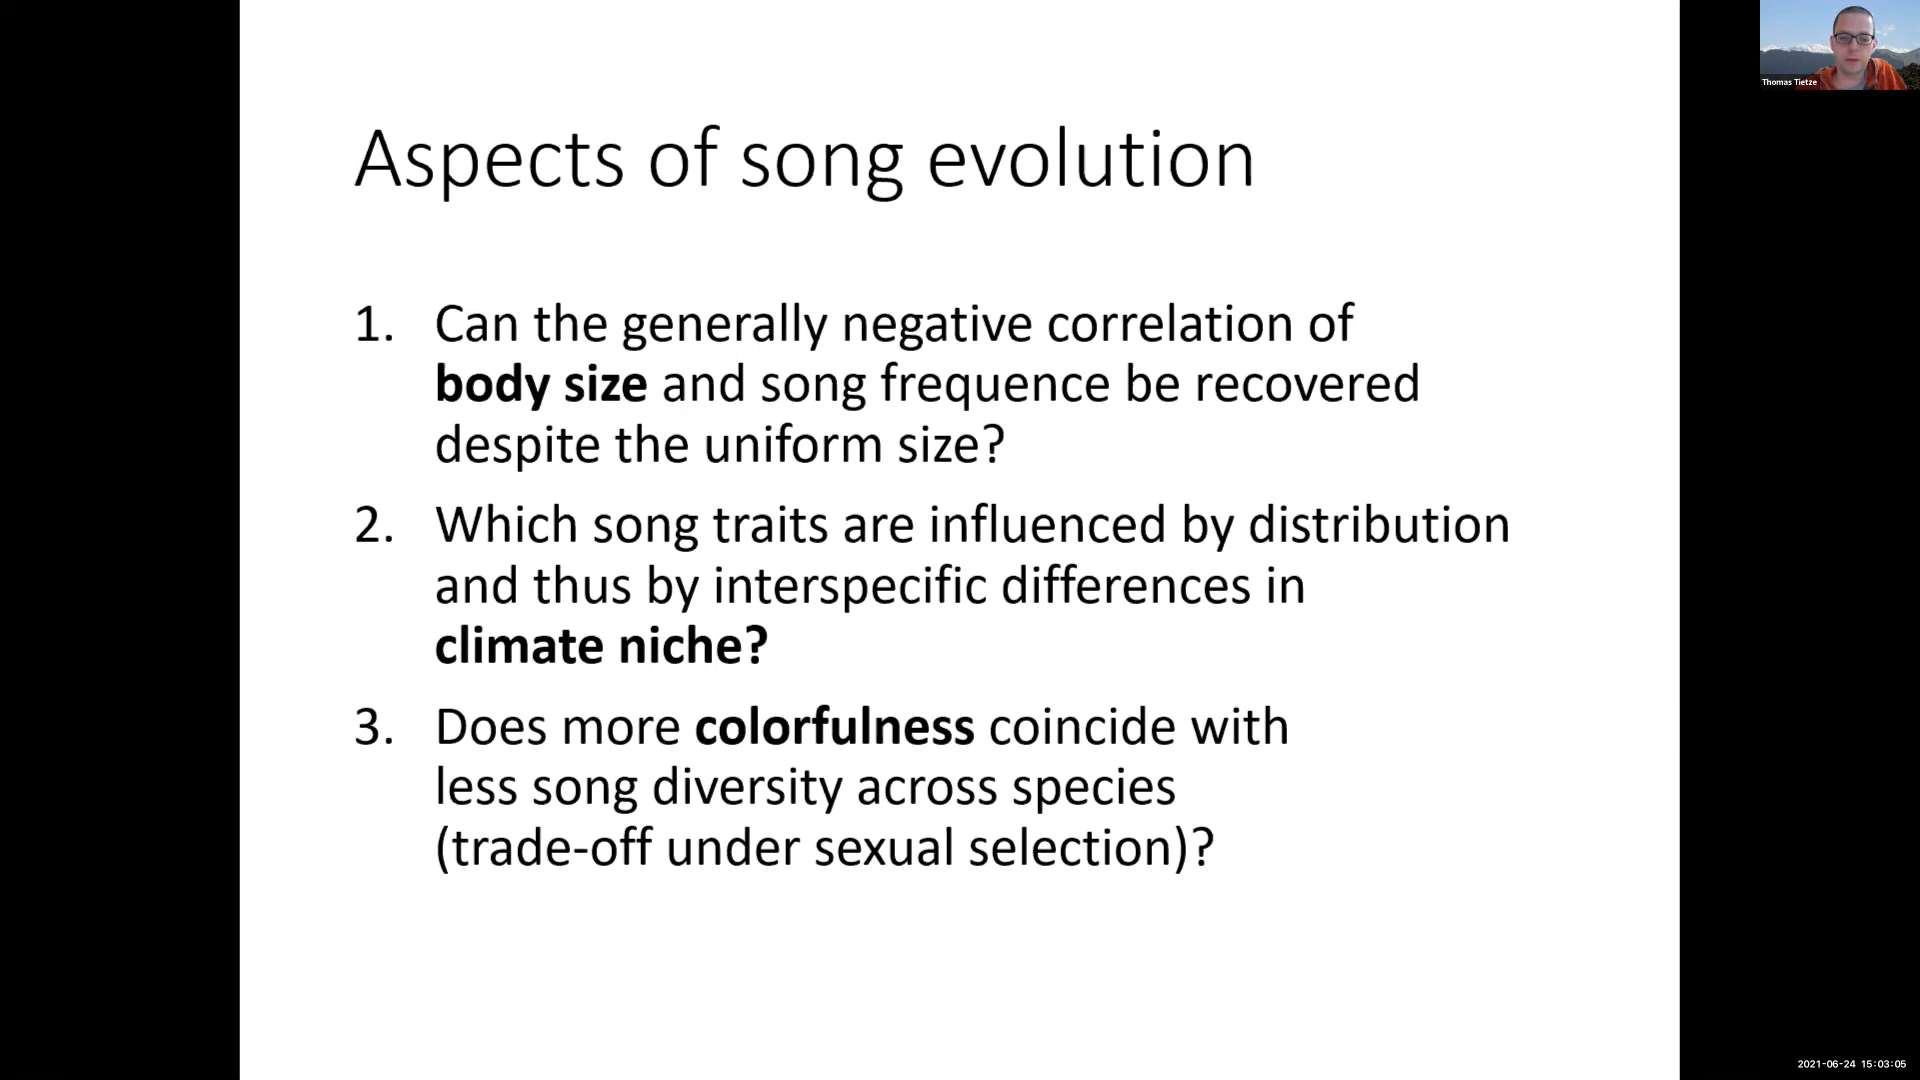 Thomas Tietze
Aspects of song evolution
1. Can the generally negative correlation of
body size and song frequence be recovered
despite the uniform size?
2. Which song traits are influenced by distribution
and thus by interspecific differences in
climate niche?
3. Does more colorfulness coincide with
less song diversity across species
(trade-off under sexual selection)?
2021-06-24 15:03:05